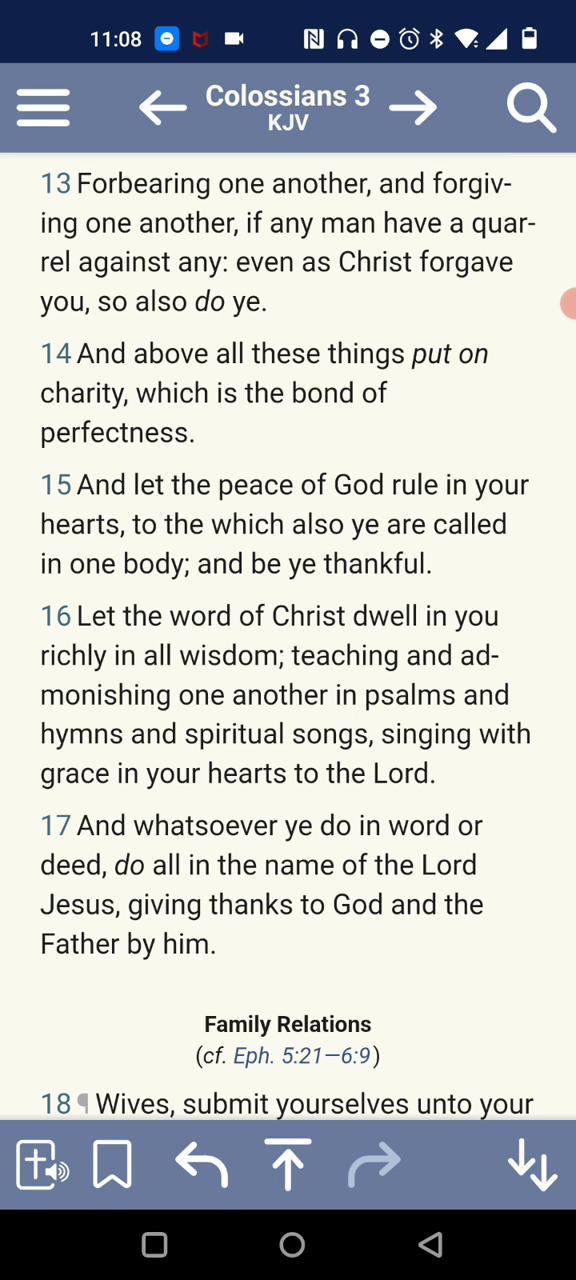 11:08
Colossians 3
KJV
13 Forbearing one another, and forgiv-
ing one another, if any man have a quar-
rel against any: even as Christ forgave
you, so also do ye.
14 And above all these things put on
charity, which is the bond of
perfectness.
15 And let the peace of God rule in your
hearts, to the which also ye are called
in one body; and be ye thankful.
16 Let the word of Christ dwell in you
richly in all wisdom; teaching and ad-
monishing one another in psalms and
hymns and spiritual songs, singing with
grace in your hearts to the Lord.
17 And whatsoever ye do in word or
deed, do all in the name of the Lord
Jesus, giving thanks to God and the
Father by him.
Family Relations
(cf. Eph. 5:21—6:9)
18 ¶ Wives, submit yourselves unto your